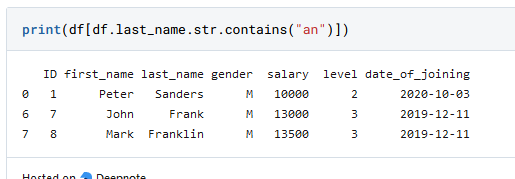 print(df[df.last_name.str.contains("an")])
ID first_name last_name gender salary level date_of_joining
0 1 Peter Sanders M 10000 2 2020-10-03
6 7 John Frank M 13000 3 2019-12-11
7 8 Mark Franklin M 13500 3 2019-12-11
Hosted on Deepnote